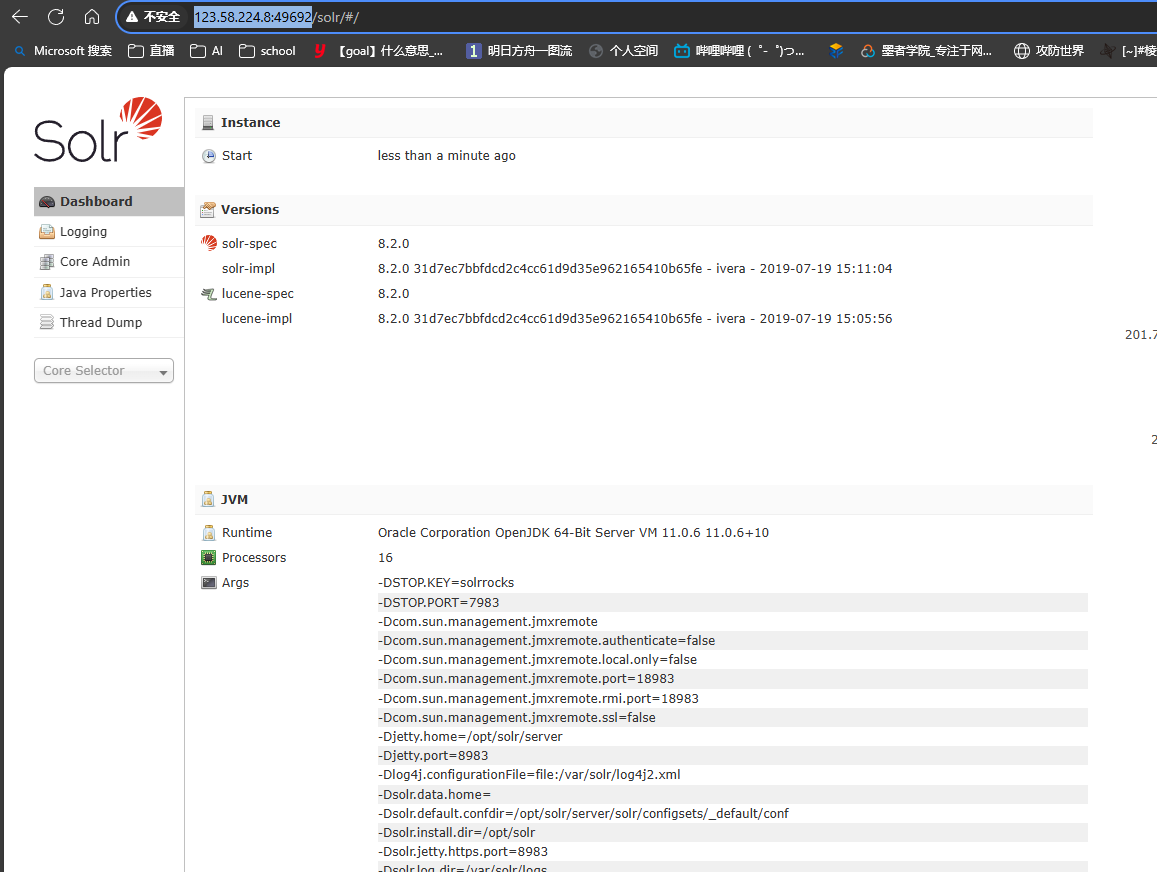 不安全 123.58.224.8:49692/solr/#/
Microsoft 搜索 直播 AI school 【goal】什么意思_... 1 明日方舟一图流 个人空间 哔哩哔哩 ( ゜- ゜)つ... 墨者学院_专注于网... 攻防世界 [~]#棱
Solr
Instance
Start less than a minute ago
Dashboard
Versions
Logging
solr-spec 8.2.0
Core Admin
solr-impl 8.2.0 31d7ec7bbfdcd2c4cc61d9d35e962165410b65fe - ivera - 2019-07-19 15:11:04
Java Properties
lucene-spec 8.2.0
Thread Dump
lucene-impl 8.2.0 31d7ec7bbfdcd2c4cc61d9d35e962165410b65fe - ivera - 2019-07-19 15:05:56
201.7
Core Selector
2
JVM
Runtime Oracle Corporation OpenJDK 64-Bit Server VM 11.0.6 11.0.6+10
Processors 16
Args -DSTOP.KEY=solrrocks
-DSTOP.PORT=7983
-Dcom.sun.management.jmxremote
-Dcom.sun.management.jmxremote.authenticate=false
-Dcom.sun.management.jmxremote.local.only=false
-Dcom.sun.management.jmxremote.port=18983
-Dcom.sun.management.jmxremote.rmi.port=18983
-Dcom.sun.management.jmxremote.ssl=false
-Djetty.home=/opt/solr/server
-Djetty.port=8983
-Dlog4j.configurationFile=file:/var/solr/log4j2.xml
-Dsolr.data.home=
-Dsolr.default.confdir=/opt/solr/server/solr/configsets/_default/conf
-Dsolr.install.dir=/opt/solr
-Dsolr.jetty.https.port=8983
-Dsolr.log.dir=/var/solr/logs